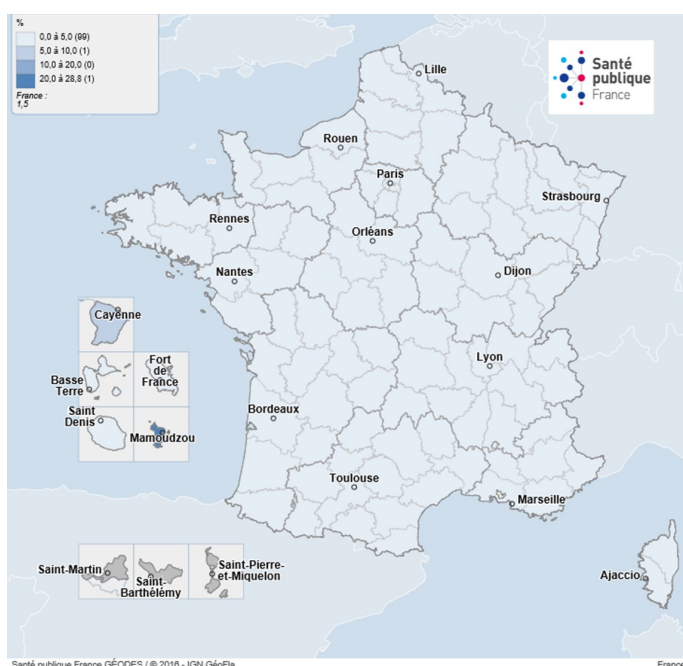 %
0,0 à 5,0 (99)
5,0 à 10,0 (1)
10,0 à 20,0 (0)
20,0 à 28,8 (1)
France :
1,5
Santé
publique
France
Lille
Rouen
Paris
Strasbourg
Rennes
Orléans
Nantes
Dijon
Cayenne
Lyon
Basse
Terre
Fort
de
France
Saint
Denis
Mamoudzou
Bordeaux
Toulouse
Marseille
Saint-Martin
Saint-
Barthélémy
Saint-Pierre-
et-Miquelon
Ajaccio
Santé publique France GÉODES / © 2016 - IGN GéoFla
France